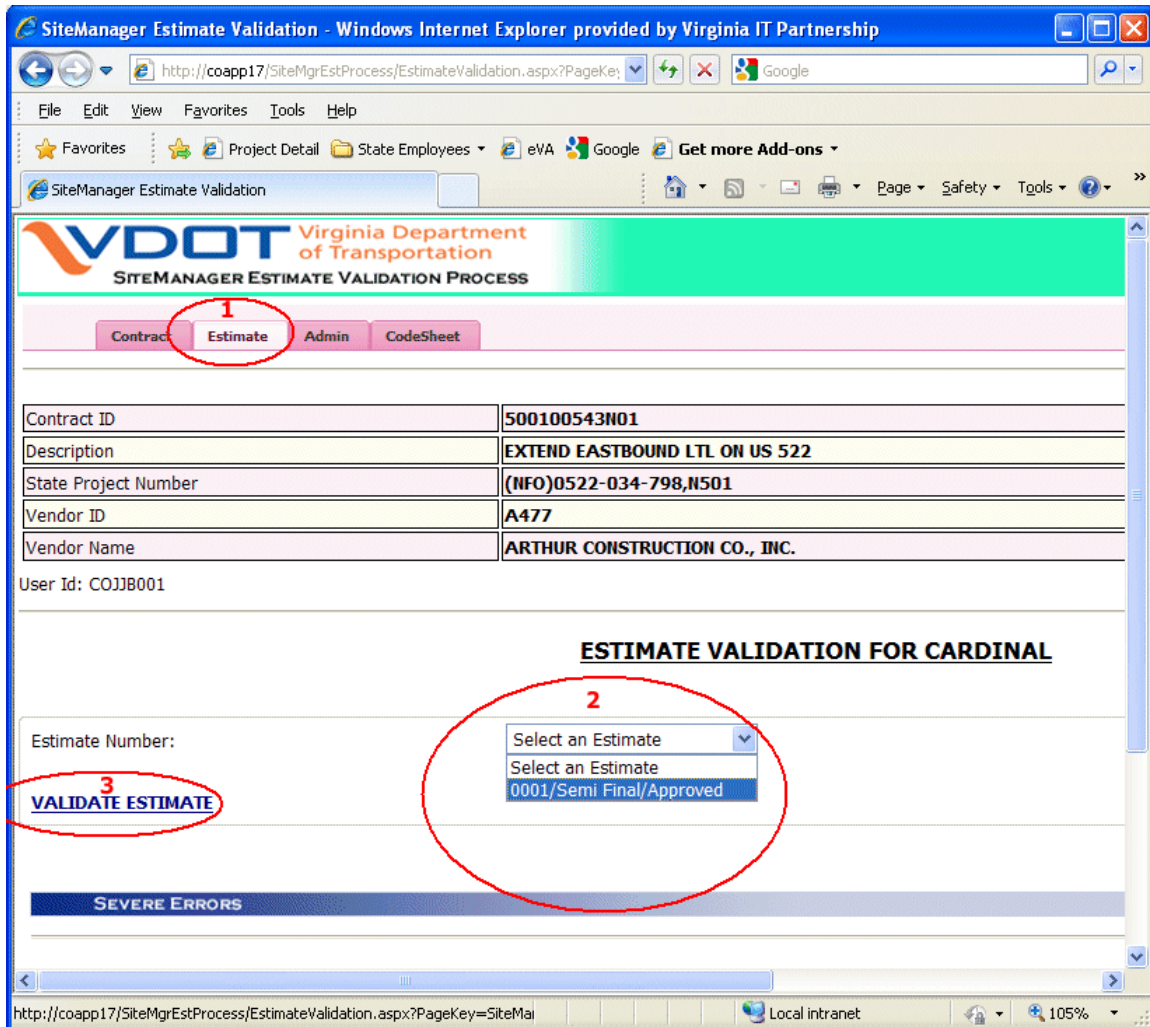 SiteManager Estimate Validation - Windows Internet Explorer provided by Virginia IT Partnership
http://coapp17/SiteMgrEstProcess/EstimateValidation.aspx?PageKey
Google
File Edit View Favorites Tools Help
Favorites Project Detail State Employees eVA Google Get more Add-ons
SiteManager Estimate Validation
Page Safety Tools »
VDOT Virginia Department
of Transportation
SITEMANAGER ESTIMATE VALIDATION PROCESS
1
Contract Estimate Admin CodeSheet
Contract ID 500100543N01
Description EXTEND EASTBOUND LTL ON US 522
State Project Number (NFO)0522-034-798,N501
Vendor ID A477
Vendor Name ARTHUR CONSTRUCTION CO., INC.
User Id: COJJB001
ESTIMATE VALIDATION FOR CARDINAL
2
Estimate Number: Select an Estimate
Select an Estimate
0001/Semi Final/Approved
3
VALIDATE ESTIMATE
SEVERE ERRORS
http://coapp17/SiteMgrEstProcess/EstimateValidation.aspx?PageKey=SiteMa Local intranet 105%